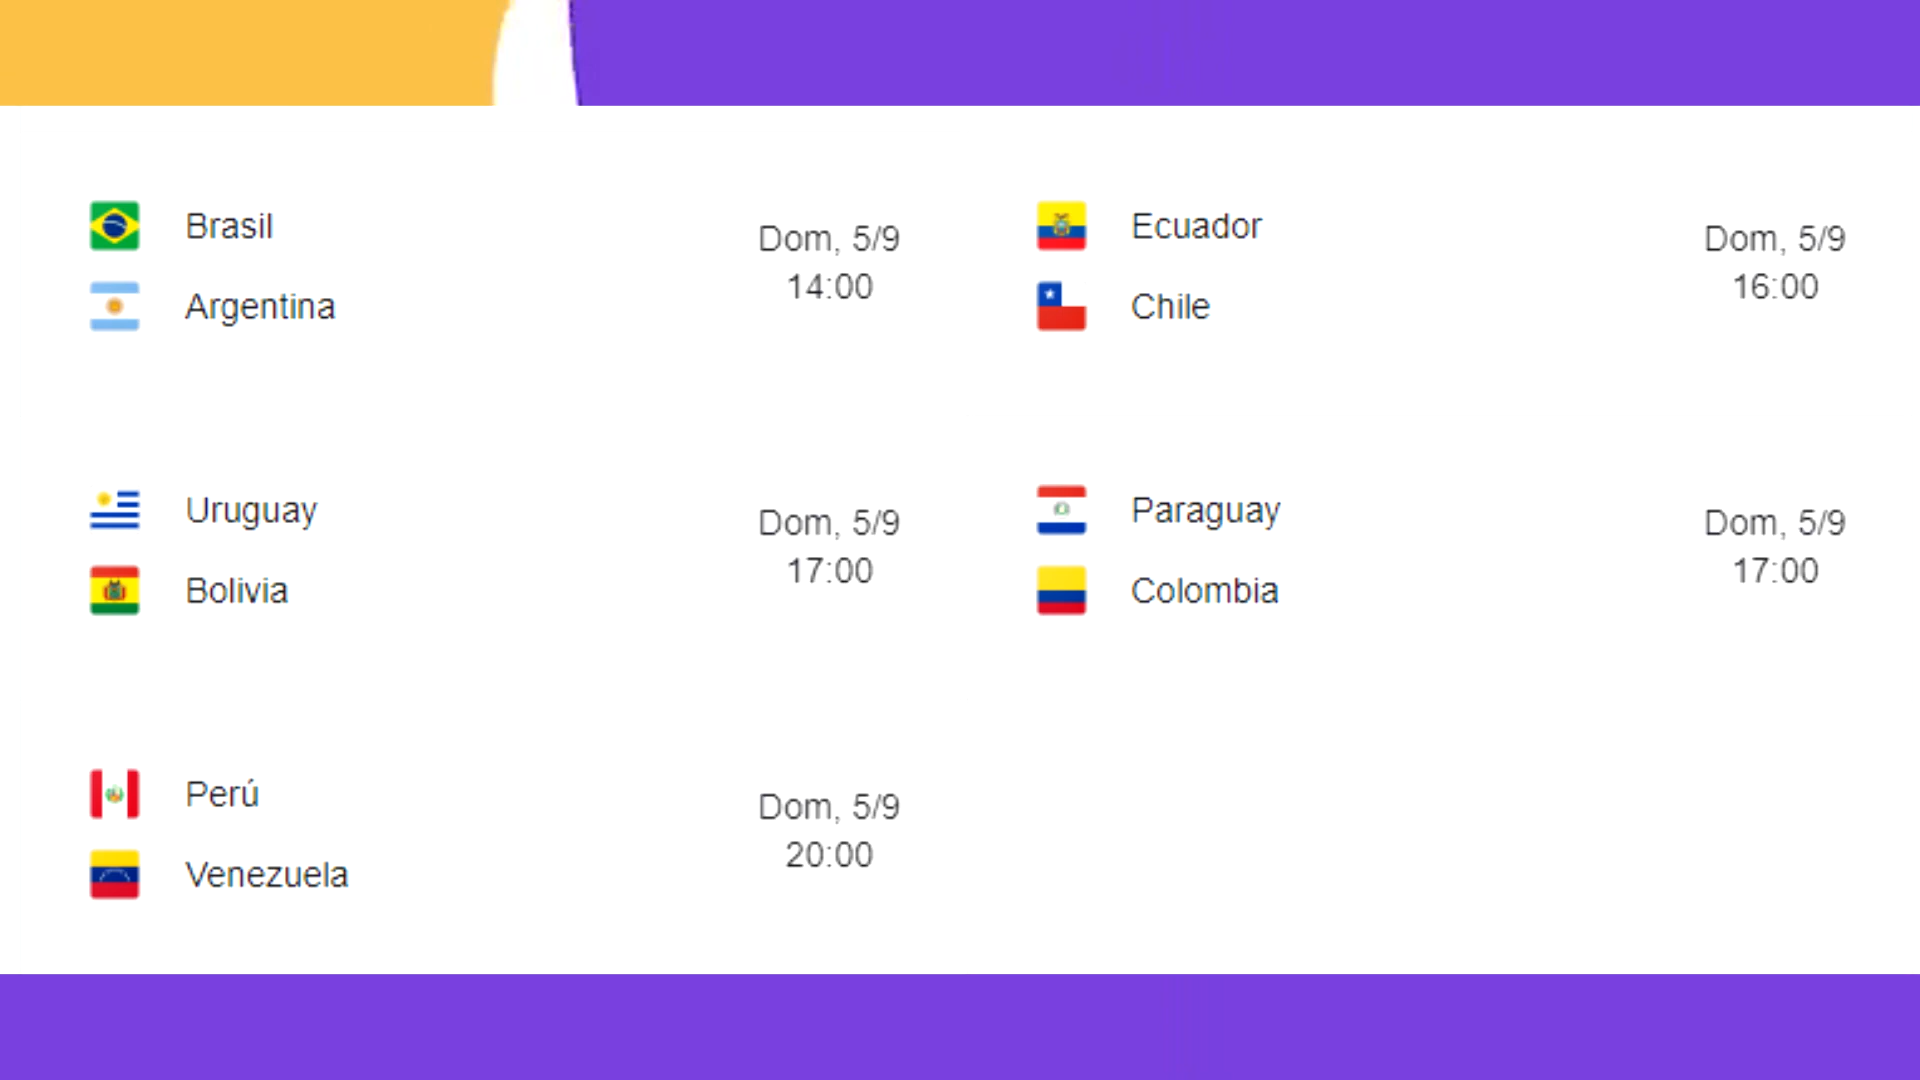 Brasil
Argentina
Dom, 5/9
14:00
Ecuador
Chile
Dom, 5/9
16:00
Uruguay
Bolivia
Dom, 5/9
17:00
Paraguay
Colombia
Dom, 5/9
17:00
Perú
Venezuela
Dom, 5/9
20:00